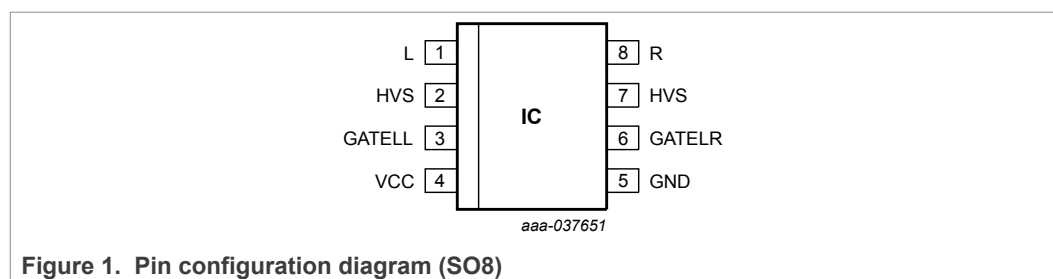 L 1 8 R
HVS 2 7 HVS
IC
GATELL 3 6 GATELR
VCC 4 5 GND
aaa-037651
Figure 1. Pin configuration diagram (SO8)